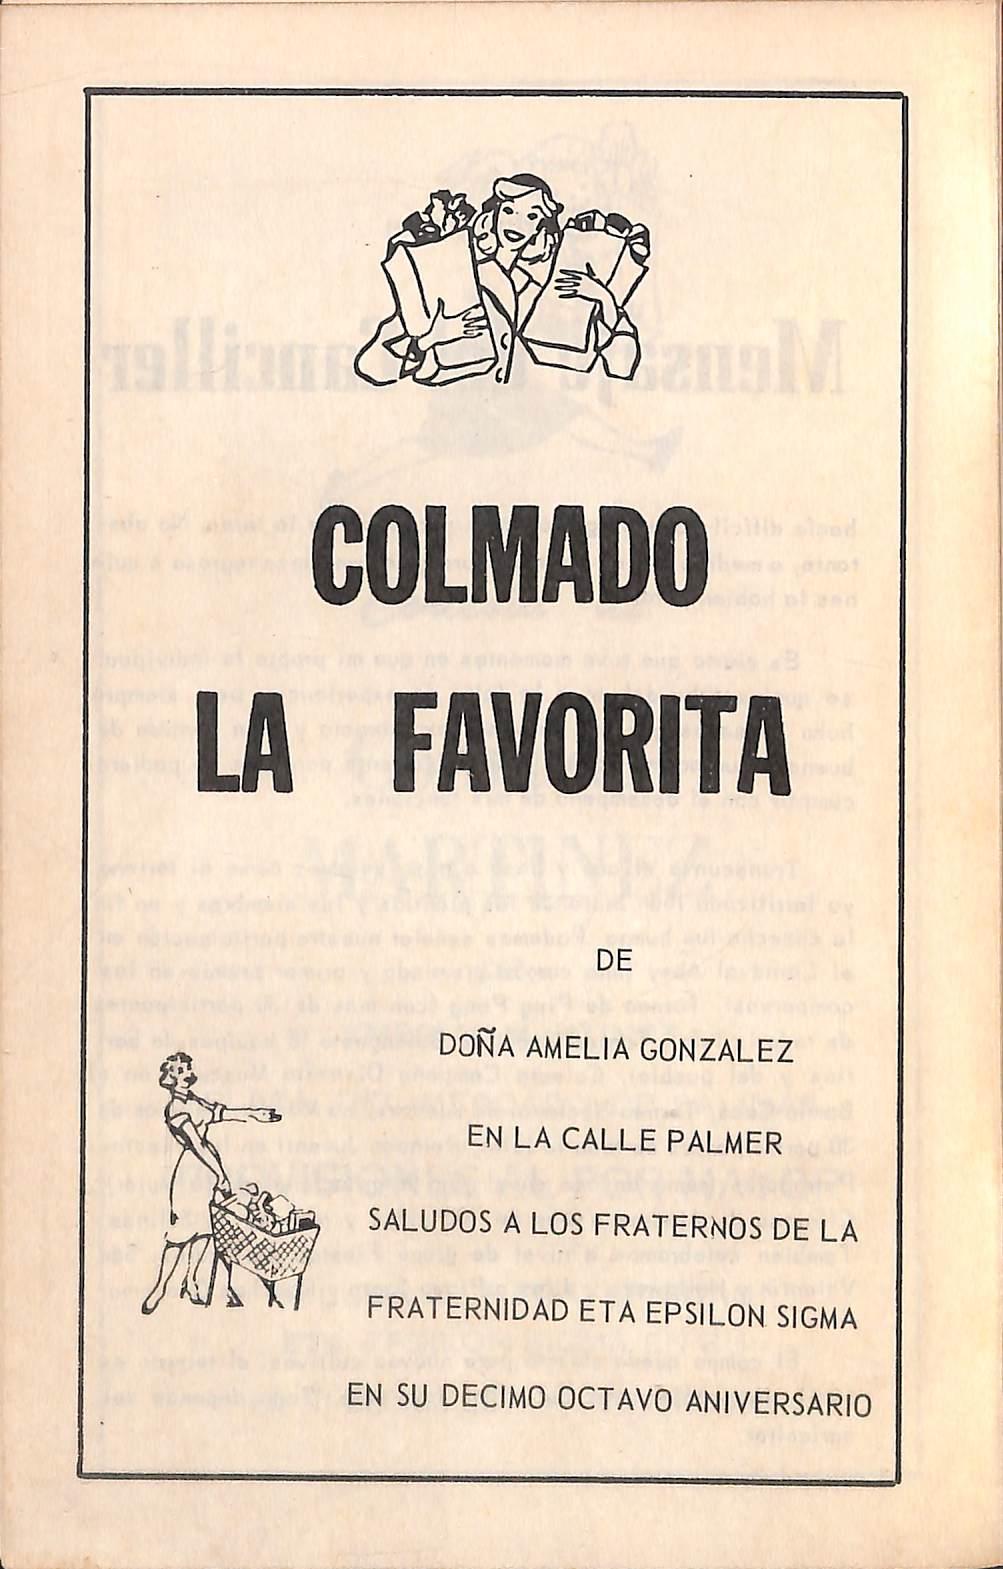 COLMADO
LA FAVORITA
DE
DOÑA AMELIA GONZALEZ
EN LA CALLE PALMER
SALUDOS A LOS FRATERNOS DE LA
FRATERNIDAD ETA EPSILON SIGMA
EN SU DECIMO OCTAVO ANIVERSARIO